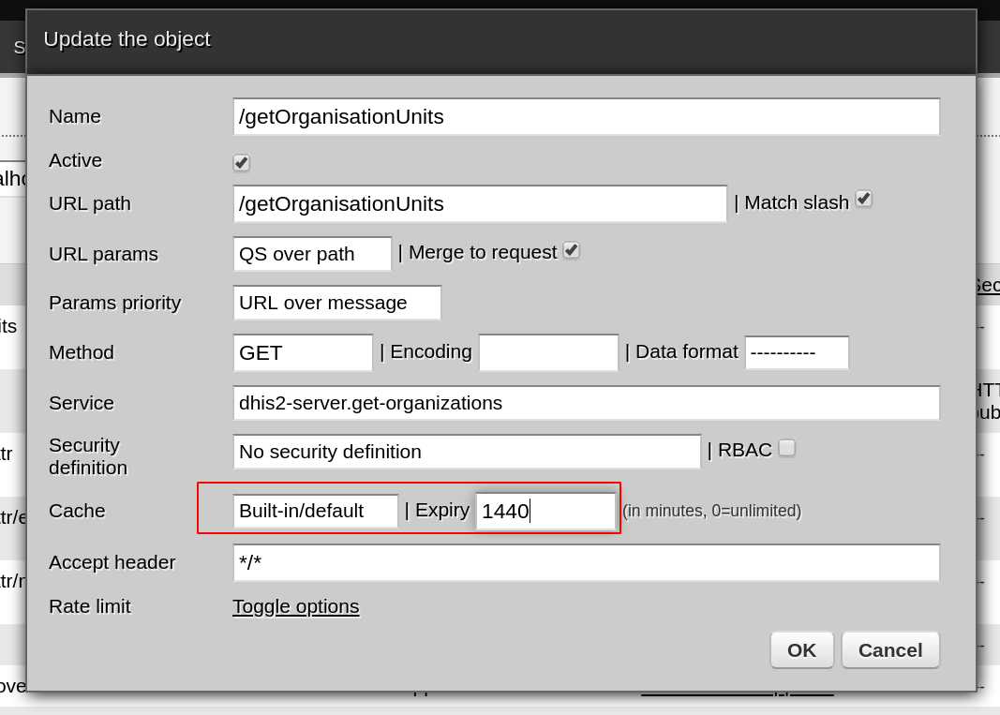 Update the object
Name /getOrganisationUnits
Active
URL path /getOrganisationUnits | Match slash
URL params QS over path | Merge to request
Params priority URL over message
Method GET | Encoding | Data format ----------
Service dhis2-server.get-organizations
Security
definition No security definition | RBAC
Cache Built-in/default | Expiry 1440 (in minutes, 0=unlimited)
Accept header */*
Rate limit Toggle options
OK Cancel